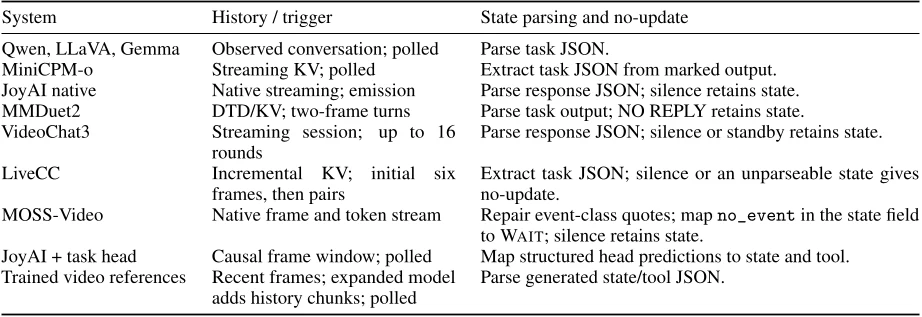 System History / trigger State parsing and no-update
Qwen, LLaVA, Gemma Observed conversation; polled Parse task JSON.
MiniCPM-o Streaming KV; polled Extract task JSON from marked output.
JoyAI native Native streaming; emission Parse response JSON; silence retains state.
MMDuet2 DTD/KV; two-frame turns Parse task output; NO REPLY retains state.
VideoChat3 Streaming session; up to 16 Parse response JSON; silence or standby retains state.
rounds
LiveCC Incremental KV; initial six Extract task JSON; silence or an unparseable state gives
frames, then pairs no-update.
MOSS-Video Native frame and token stream Repair event-class quotes; map no_event in the state field
to WAIT; silence retains state.
JoyAI + task head Causal frame window; polled Map structured head predictions to state and tool.
Trained video references Recent frames; expanded model Parse generated state/tool JSON.
adds history chunks; polled